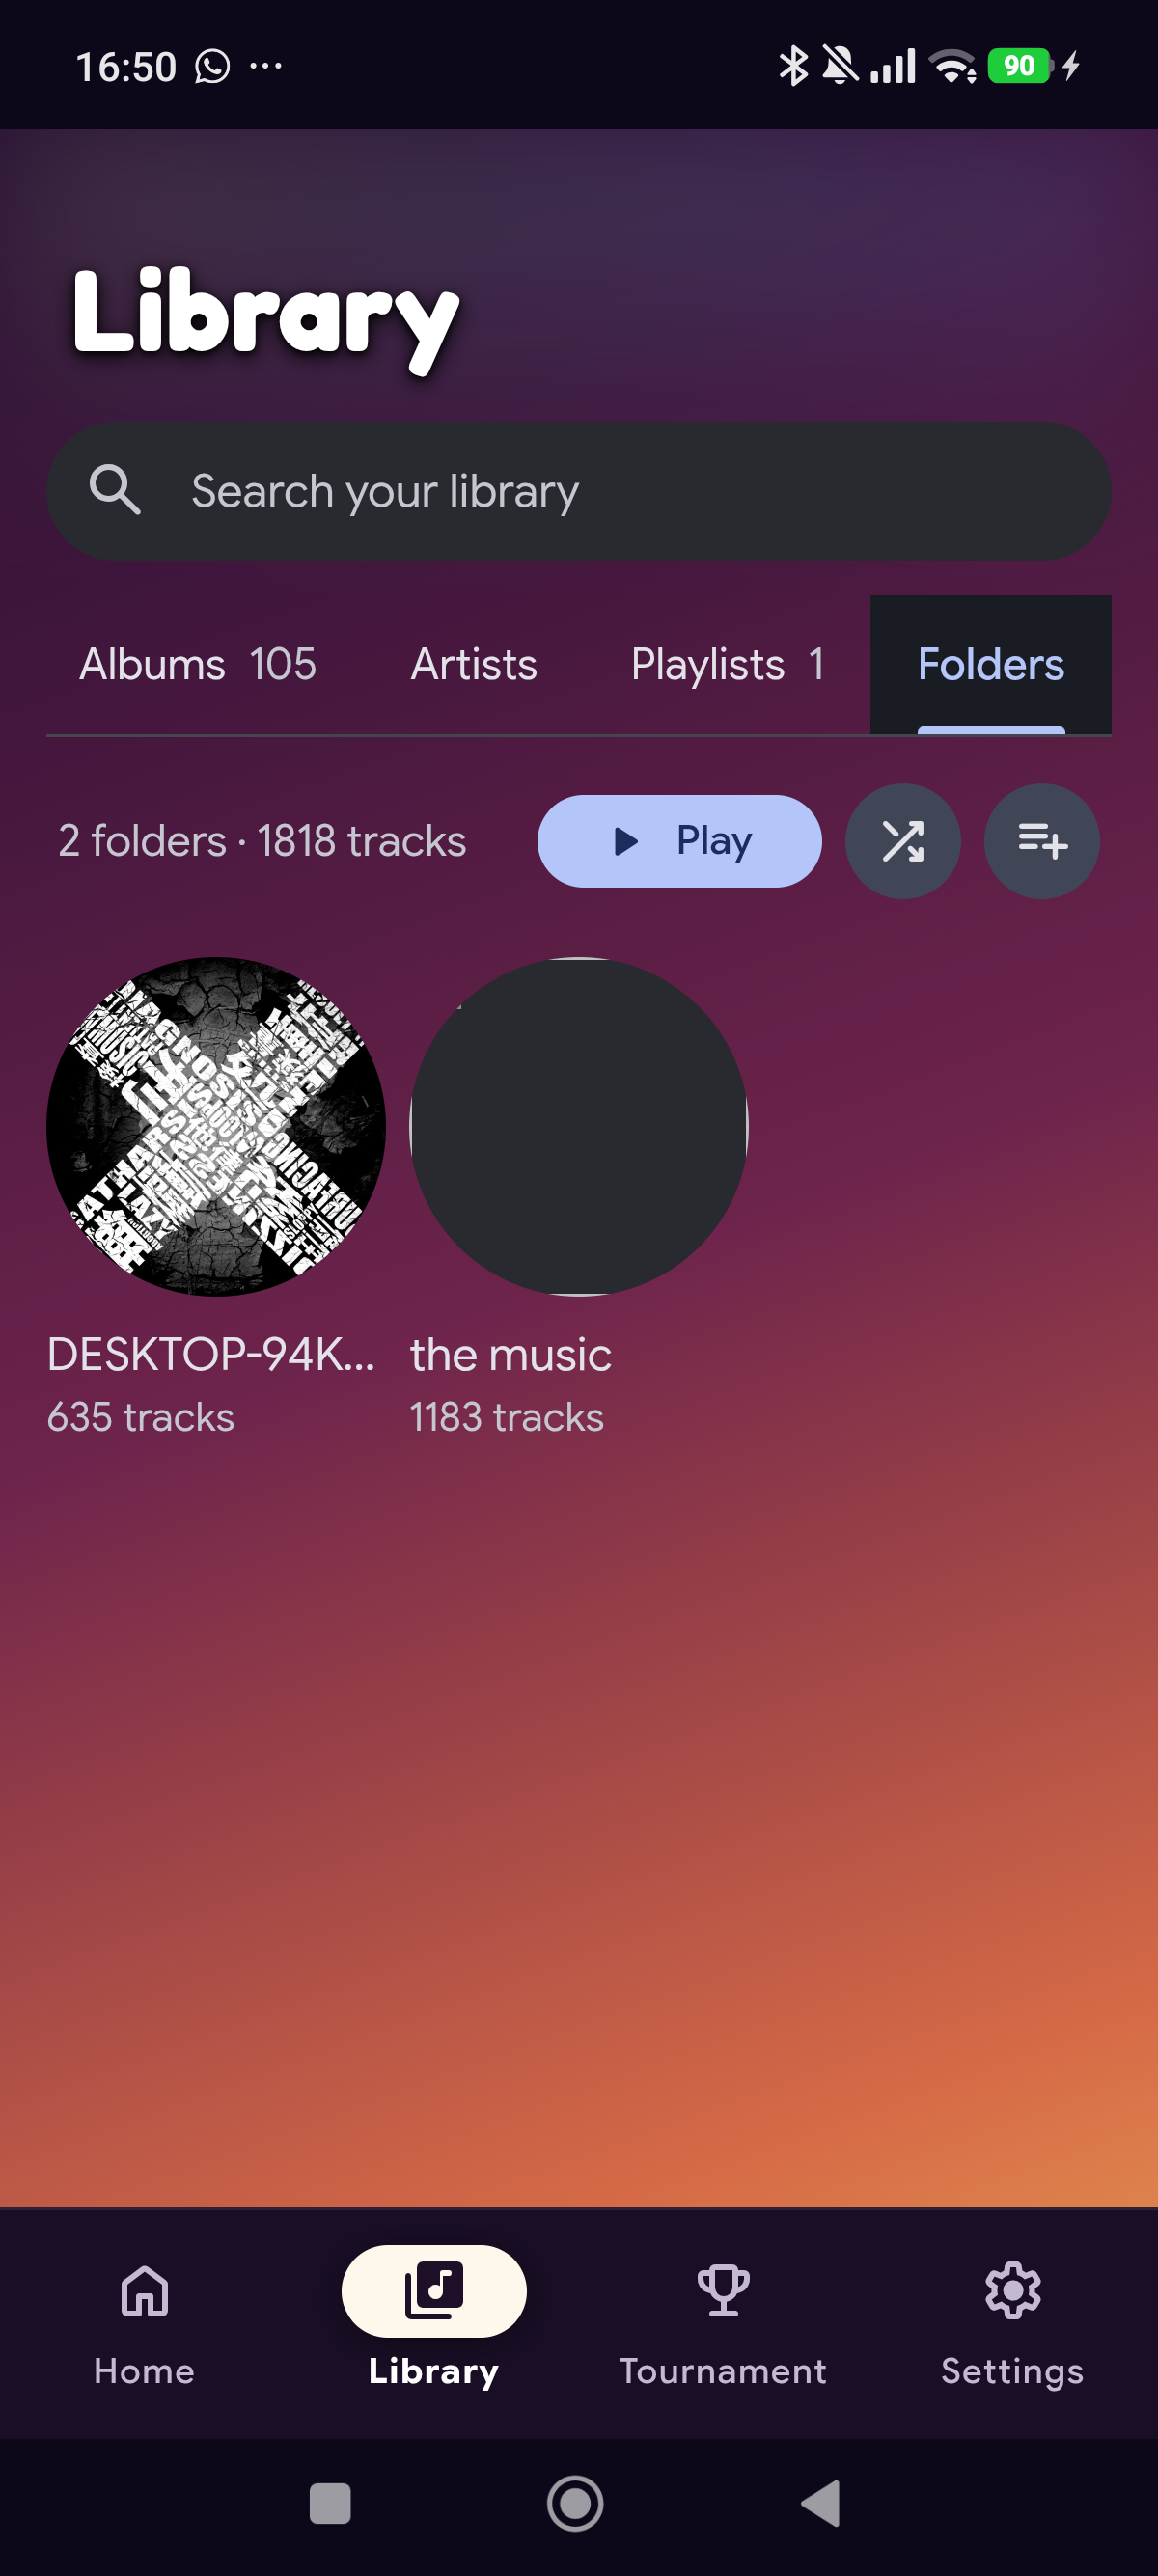 16:50
90
Library
Search your library
Albums 105 Artists Playlists 1 Folders
2 folders · 1818 tracks Play
DESKTOP-94K... the music
635 tracks 1183 tracks
Home Library Tournament Settings